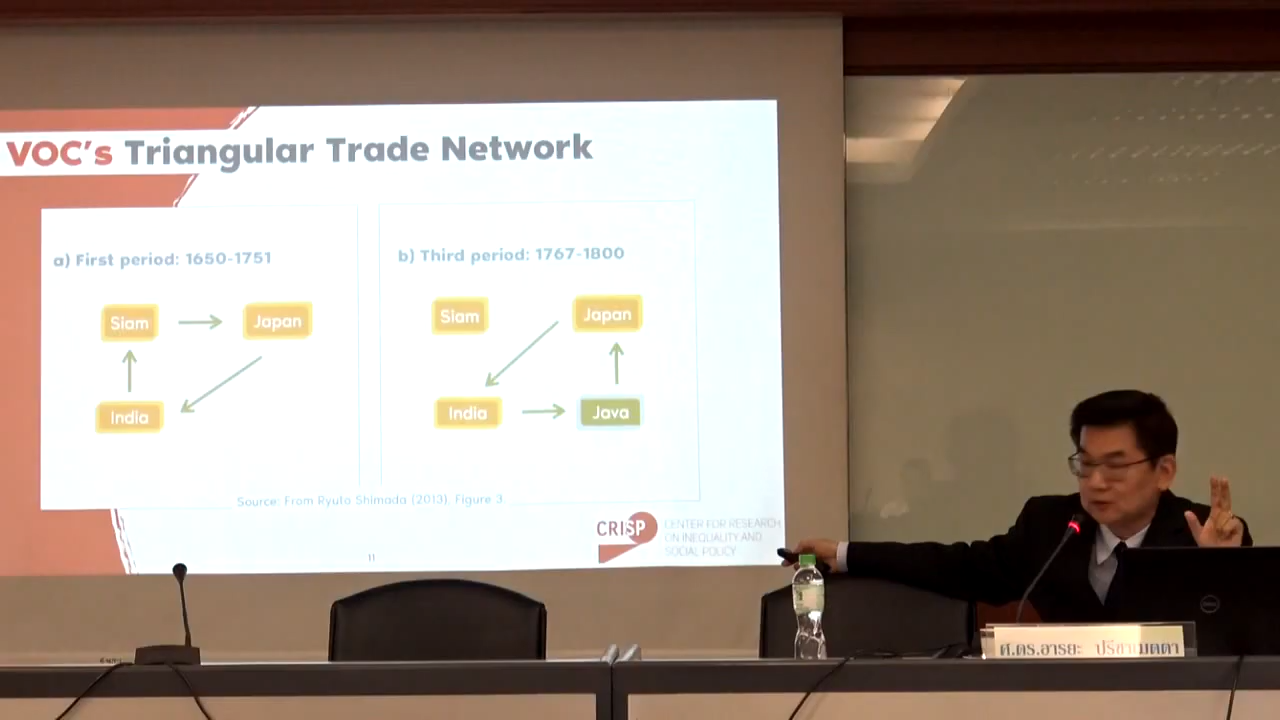 VOC's Triangular Trade Network
a) First period: 1650-1751
Siam
Japan
India
b) Third period: 1767-1800
Siam
Japan
India
Java
Source: From Ryuto Shimada (2013), Figure 3.
CRISP
CENTER FOR RESEARCH
ON INEQUALITY AND
SOCIAL POLICY
11
DELL
ศ.ดร.อารยะ ปรีชาเมตตา